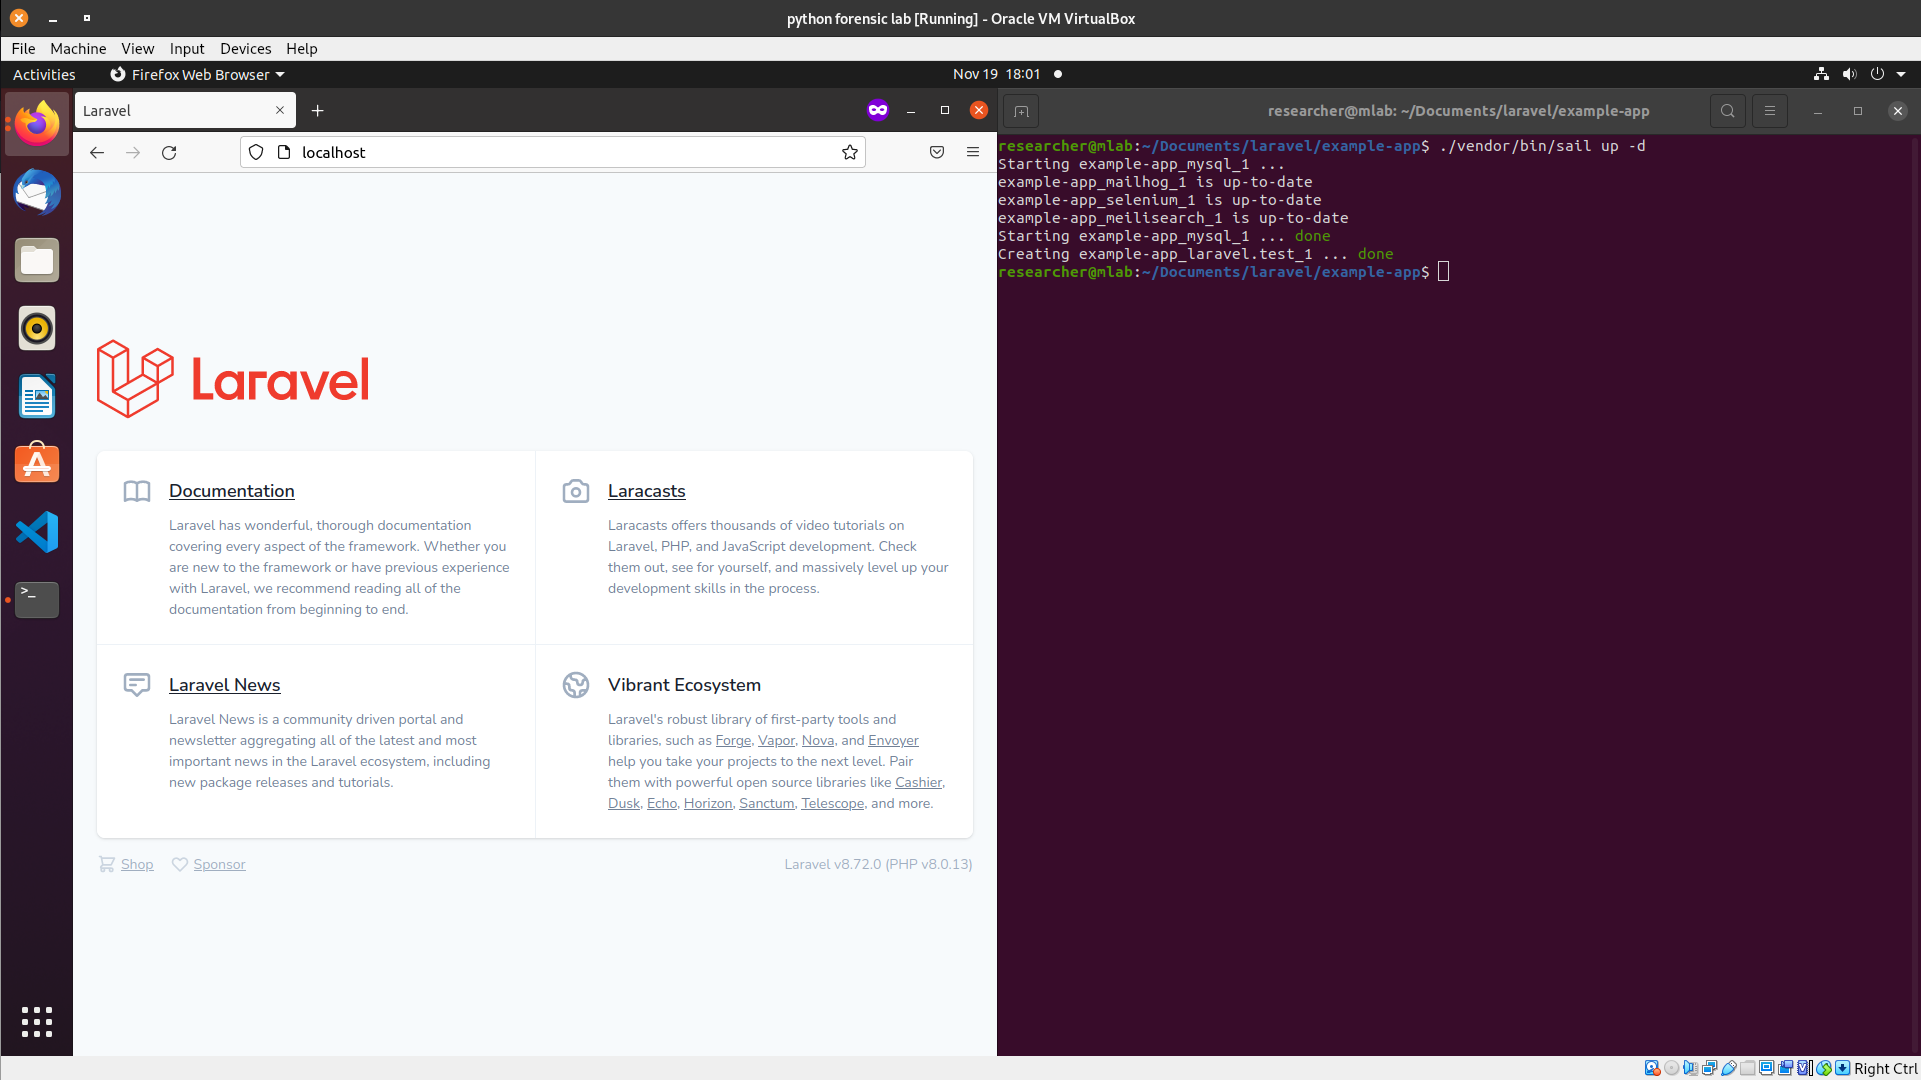 python forensic lab [Running] - Oracle VM VirtualBox
File Machine View Input Devices Help
Activities Firefox Web Browser Nov 19 18:01
Laravel
localhost
Laravel
Documentation
Laravel has wonderful, thorough documentation
covering every aspect of the framework. Whether you
are new to the framework or have previous experience
with Laravel, we recommend reading all of the
documentation from beginning to end.
Laracasts
Laracasts offers thousands of video tutorials on
Laravel, PHP, and JavaScript development. Check
them out, see for yourself, and massively level up your
development skills in the process.
Laravel News
Laravel News is a community driven portal and
newsletter aggregating all of the latest and most
important news in the Laravel ecosystem, including
new package releases and tutorials.
Vibrant Ecosystem
Laravel's robust library of first-party tools and
libraries, such as Forge, Vapor, Nova, and Envoyer
help you take your projects to the next level. Pair
them with powerful open source libraries like Cashier,
Dusk, Echo, Horizon, Sanctum, Telescope, and more.
Shop Sponsor Laravel v8.72.0 (PHP v8.0.13)
researcher@mlab: ~/Documents/laravel/example-app
researcher@mlab:~/Documents/laravel/example-app$ ./vendor/bin/sail up -d
Starting example-app_mysql_1 ...
example-app_mailhog_1 is up-to-date
example-app_selenium_1 is up-to-date
example-app_meilisearch_1 is up-to-date
Starting example-app_mysql_1 ... done
Creating example-app_laravel.test_1 ... done
researcher@mlab:~/Documents/laravel/example-app$
Right Ctrl